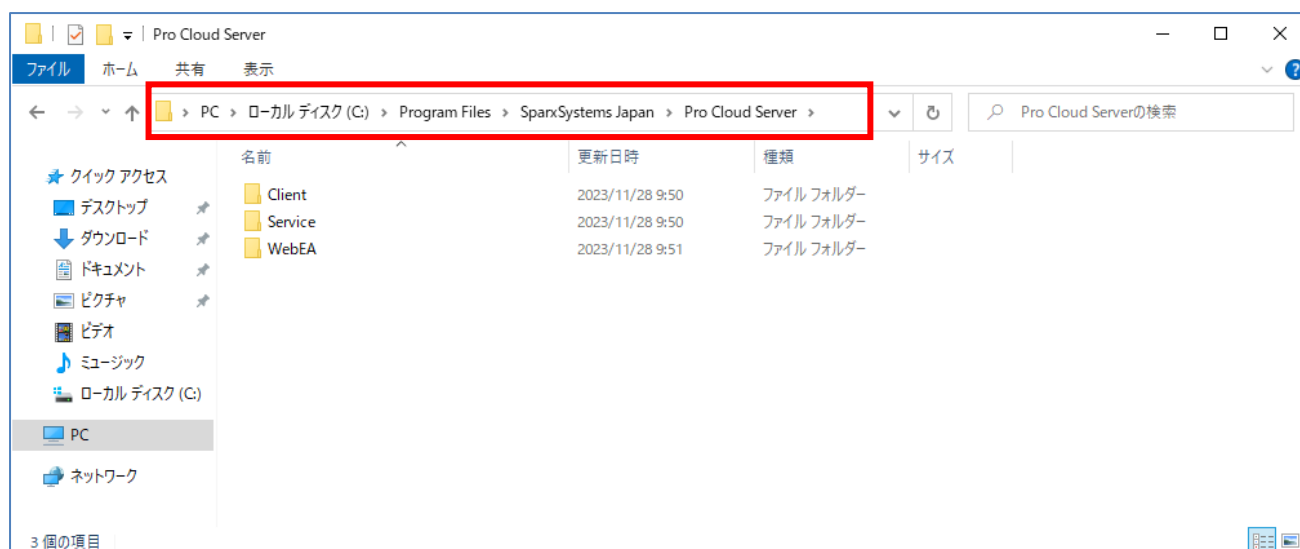 Pro Cloud Server
ファイル ホーム 共有 表示
PC > ローカル ディスク (C:) > Program Files > SparxSystems Japan > Pro Cloud Server > Pro Cloud Serverの検索
名前 更新日時 種類 サイズ
クイック アクセス
デスクトップ
ダウンロード
ドキュメント
ピクチャ
ビデオ
ミュージック
ローカル ディスク (C:)
PC
ネットワーク
Client 2023/11/28 9:50 ファイル フォルダー
Service 2023/11/28 9:50 ファイル フォルダー
WebEA 2023/11/28 9:51 ファイル フォルダー
3 個の項目